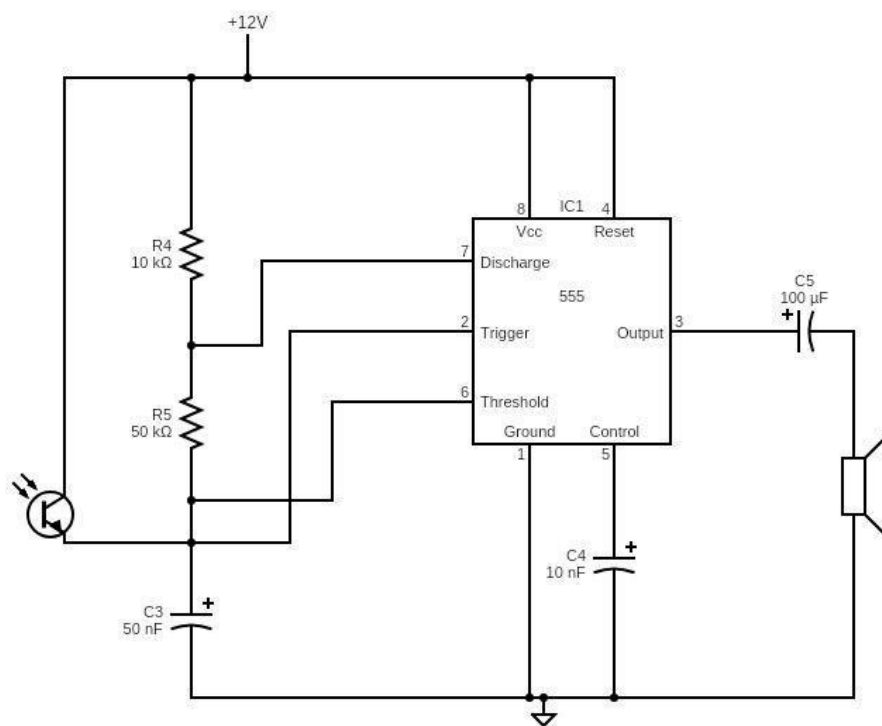 +12V
8
IC1
4
Vcc
Reset
R4
10 kΩ
7
Discharge
555
C5
100 µF
+
2
Trigger
Output
3
6
Threshold
R5
50 kΩ
Ground
Control
1
5
C4
10 nF
+
C3
50 nF
+